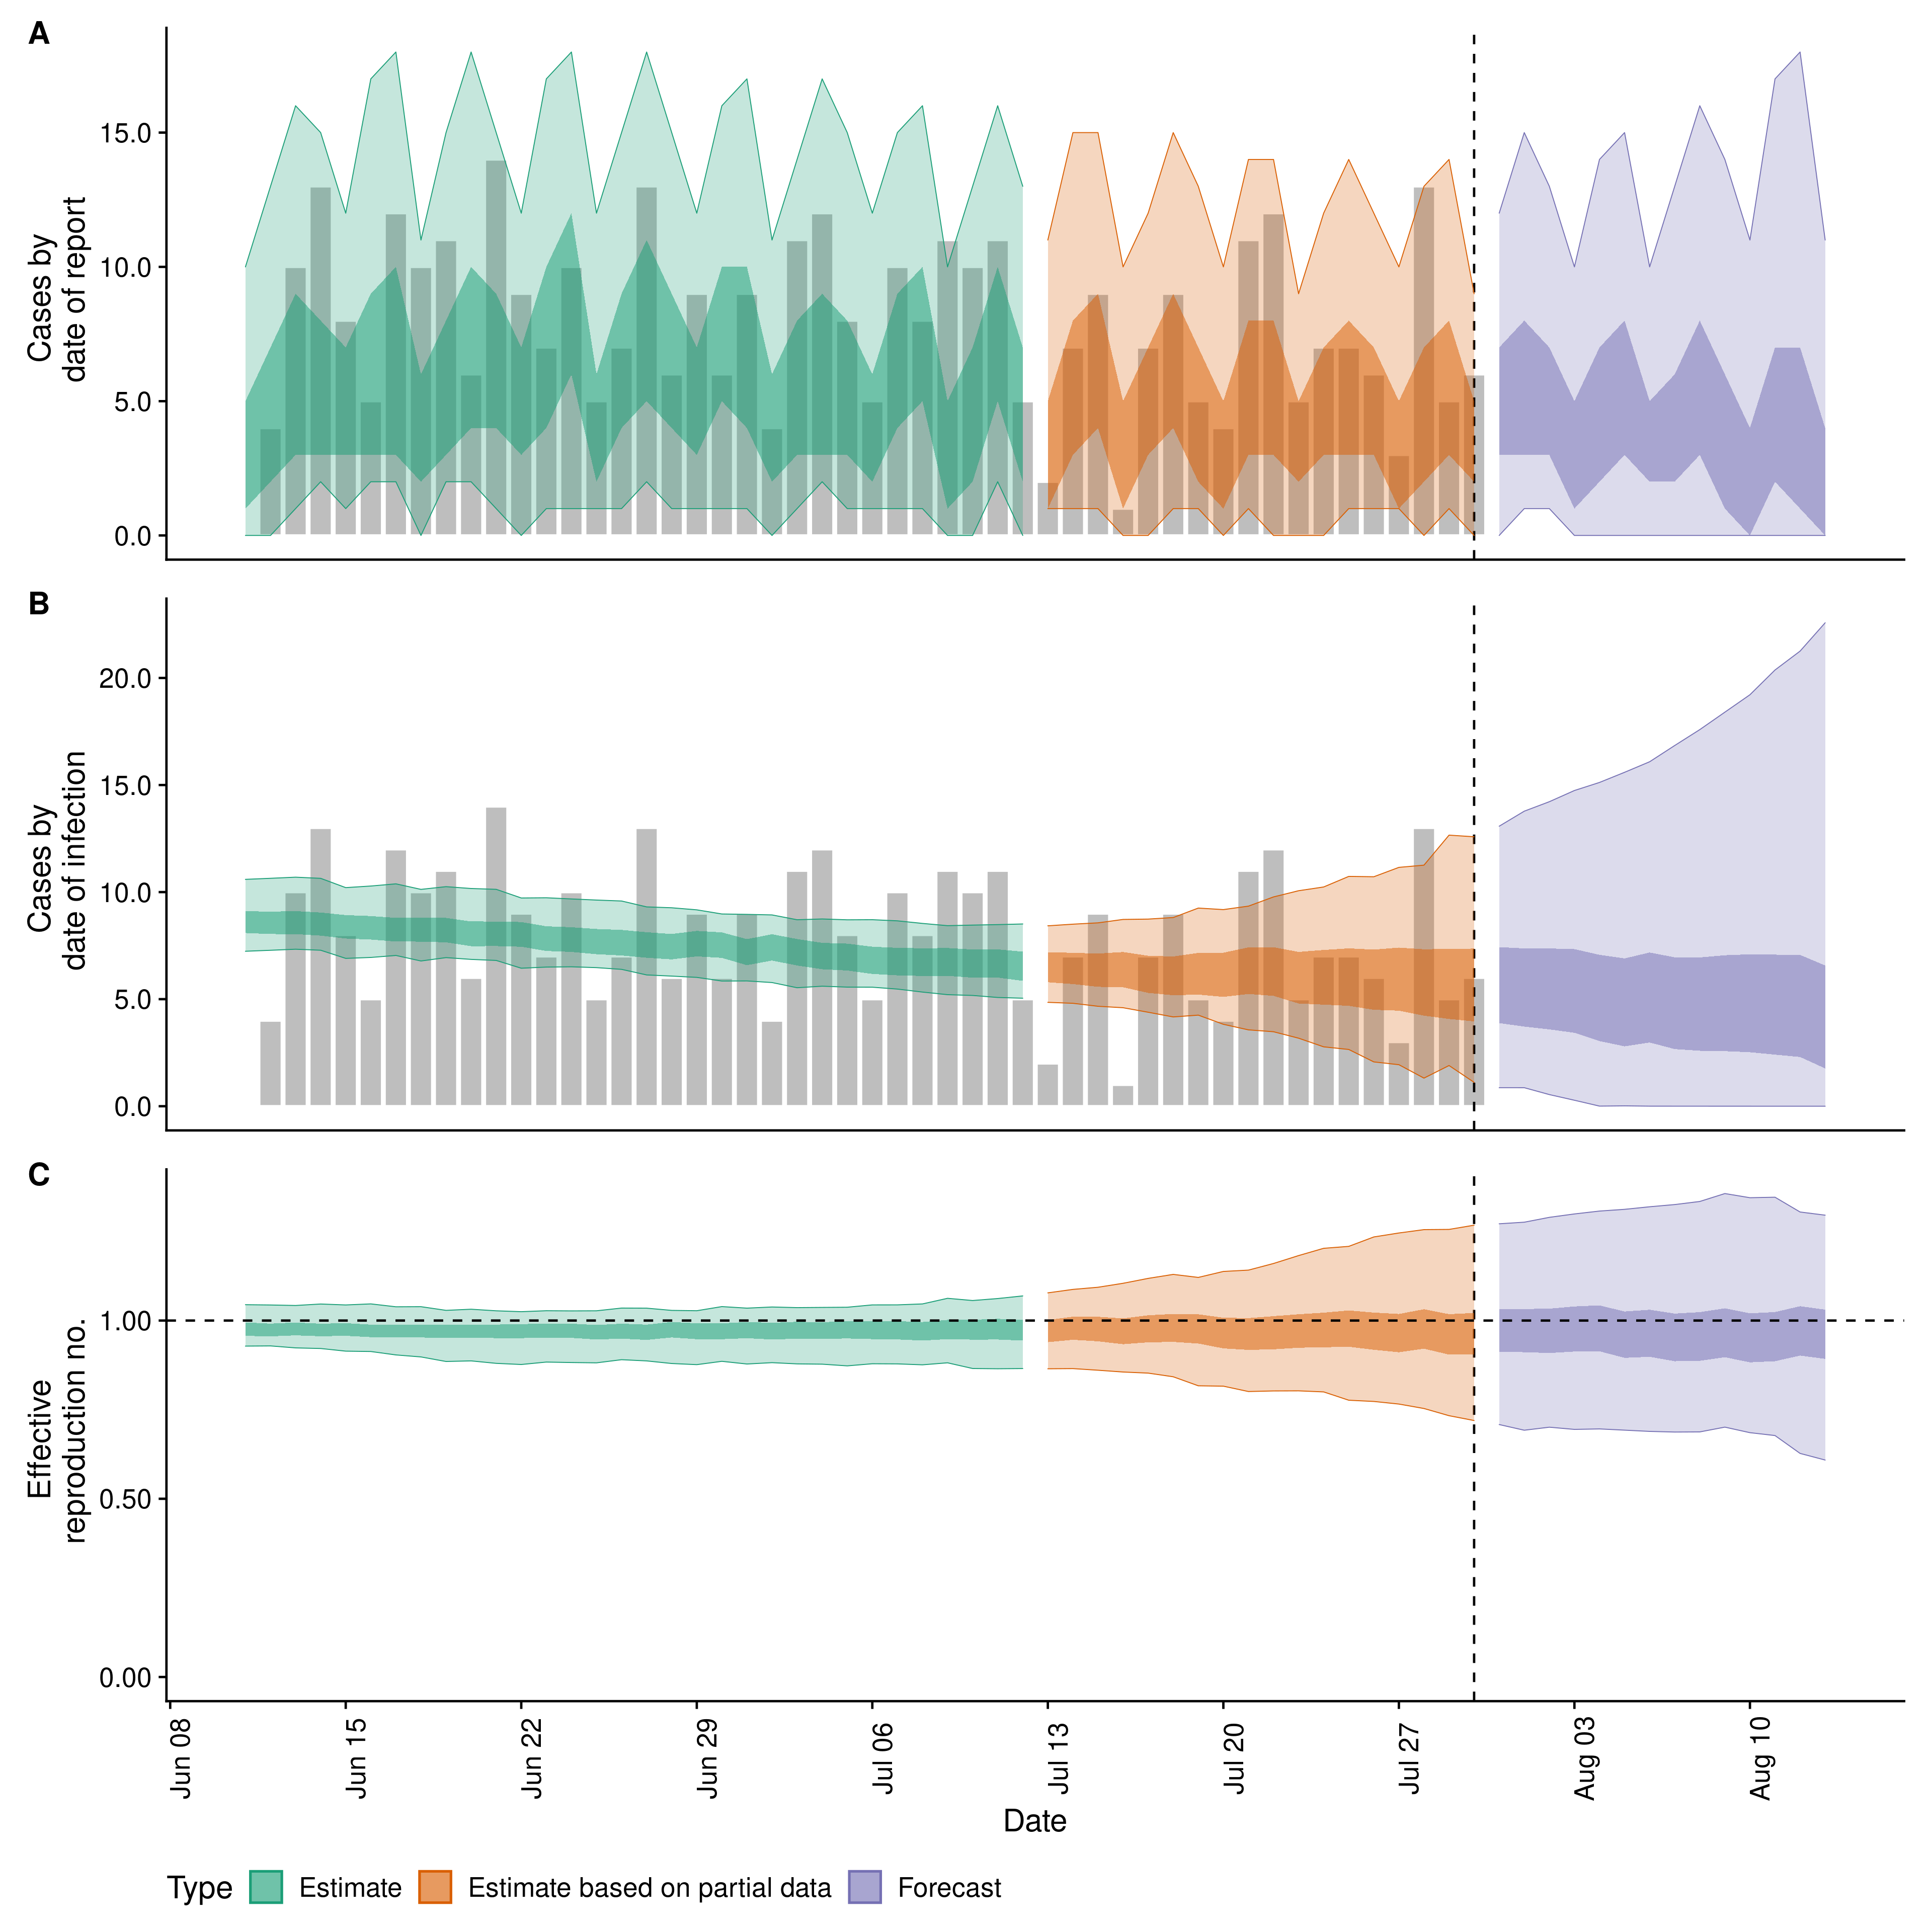 A
Cases by
date of report
15.0
10.0
5.0
0.0
B
Cases by
date of infection
20.0
15.0
10.0
5.0
0.0
C
Effective
reproduction no.
1.00
0.50
0.00
Jun 08
Jun 15
Jun 22
Jun 29
Jul 06
Jul 13
Jul 20
Jul 27
Aug 03
Aug 10
Date
Type Estimate Estimate based on partial data Forecast